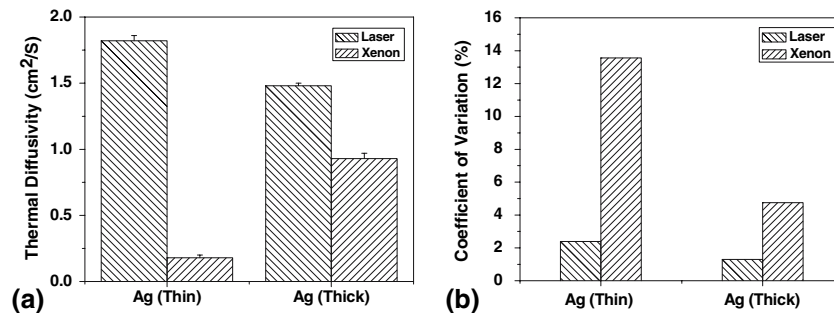 2.0
1.5
1.0
0.5
0.0
Thermal Diffusivity (cm²/S)
Laser
Xenon
Ag (Thin)
Ag (Thick)
(a)
16
14
12
10
8
6
4
2
0
Coefficient of Variation (%)
Laser
Xenon
Ag (Thin)
Ag (Thick)
(b)